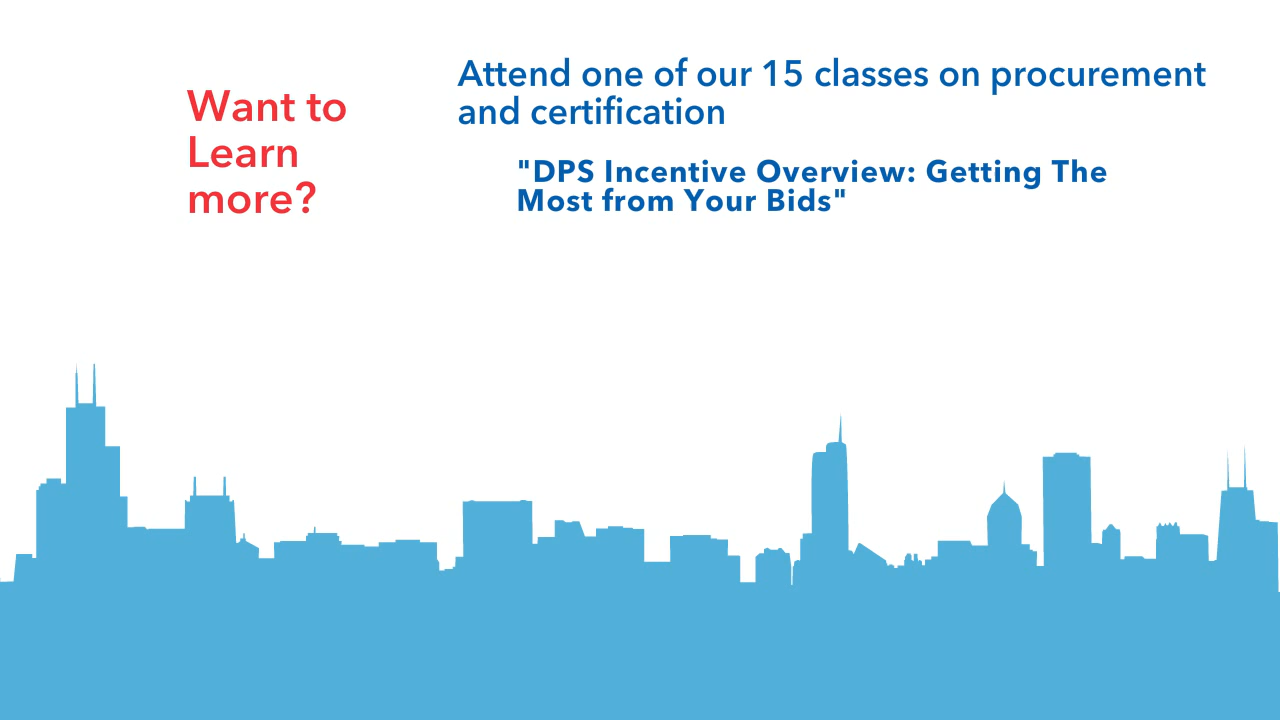 Want to
Learn
more?
Attend one of our 15 classes on procurement
and certification
"DPS Incentive Overview: Getting The
Most from Your Bids"